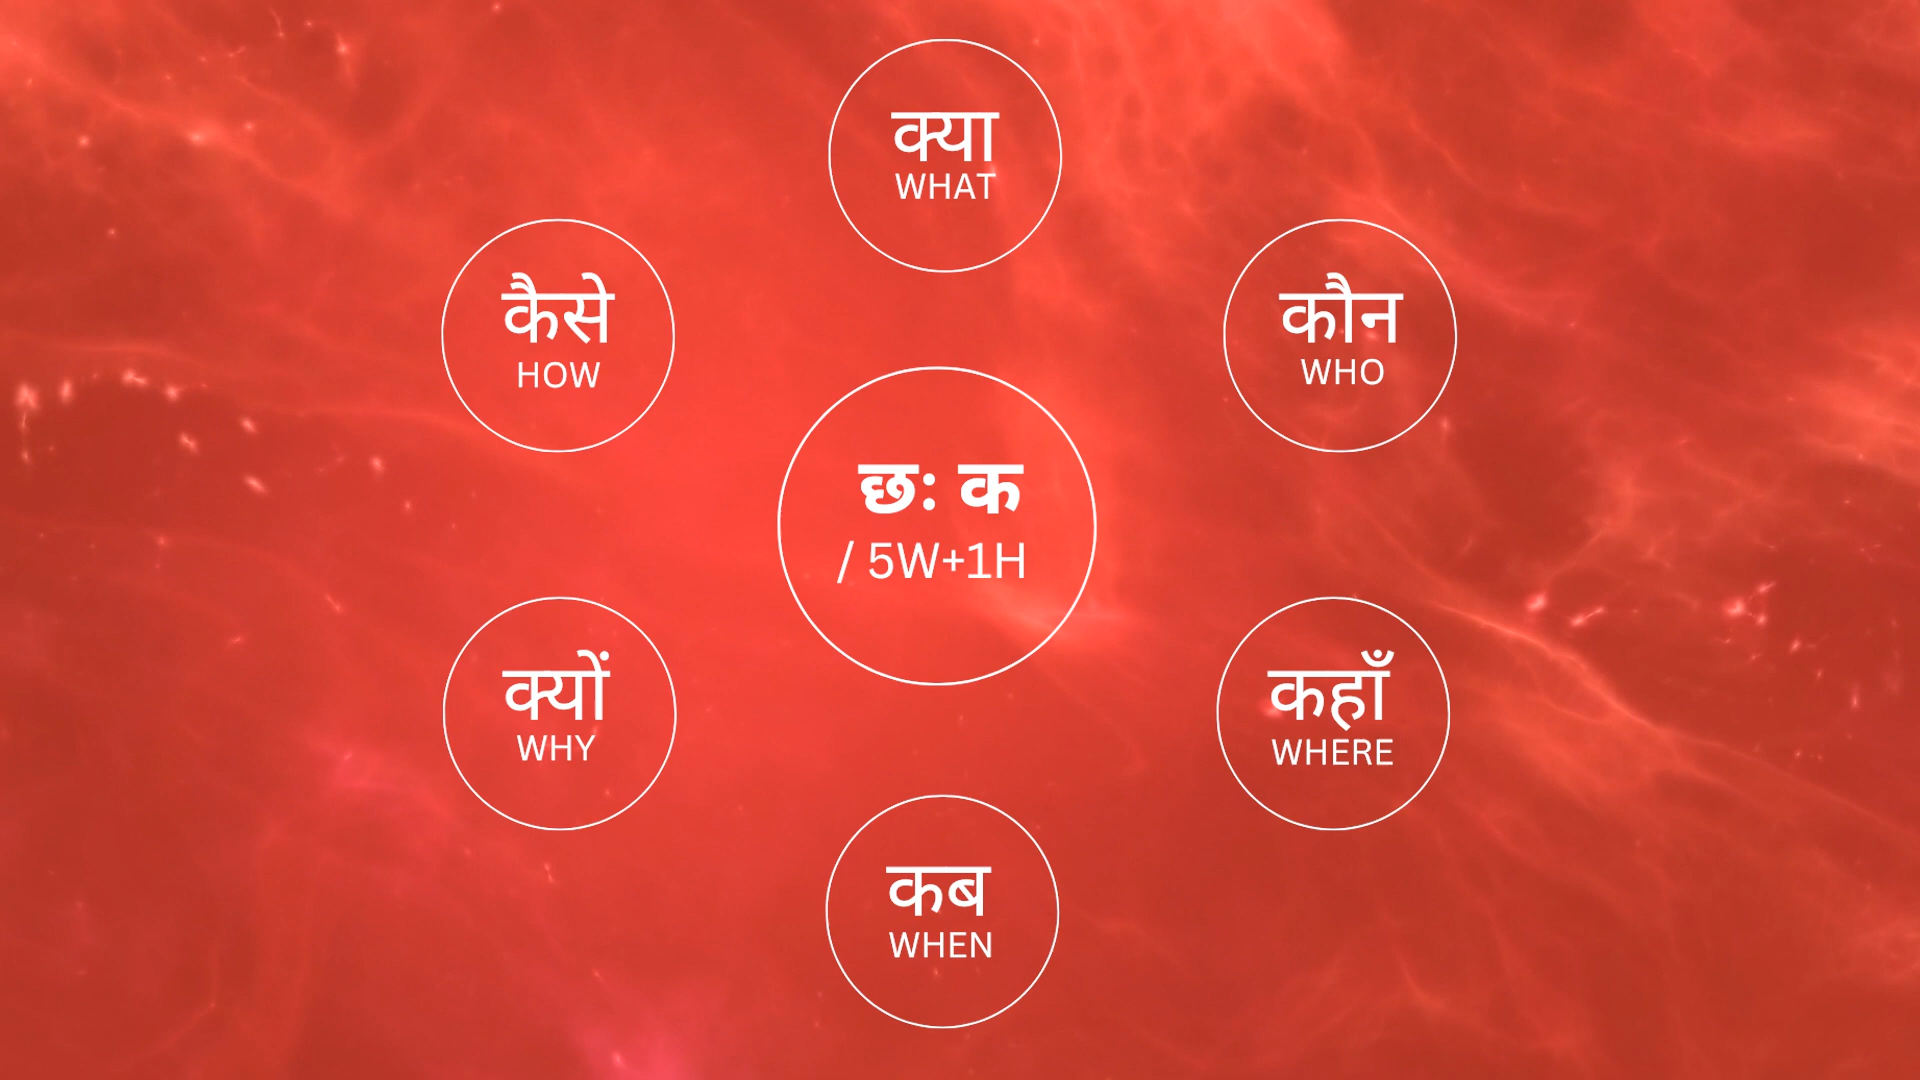 क्या
WHAT
कैसे
HOW
कौन
WHO
छः क
/ 5W+1H
क्यों
WHY
कहाँ
WHERE
कब
WHEN